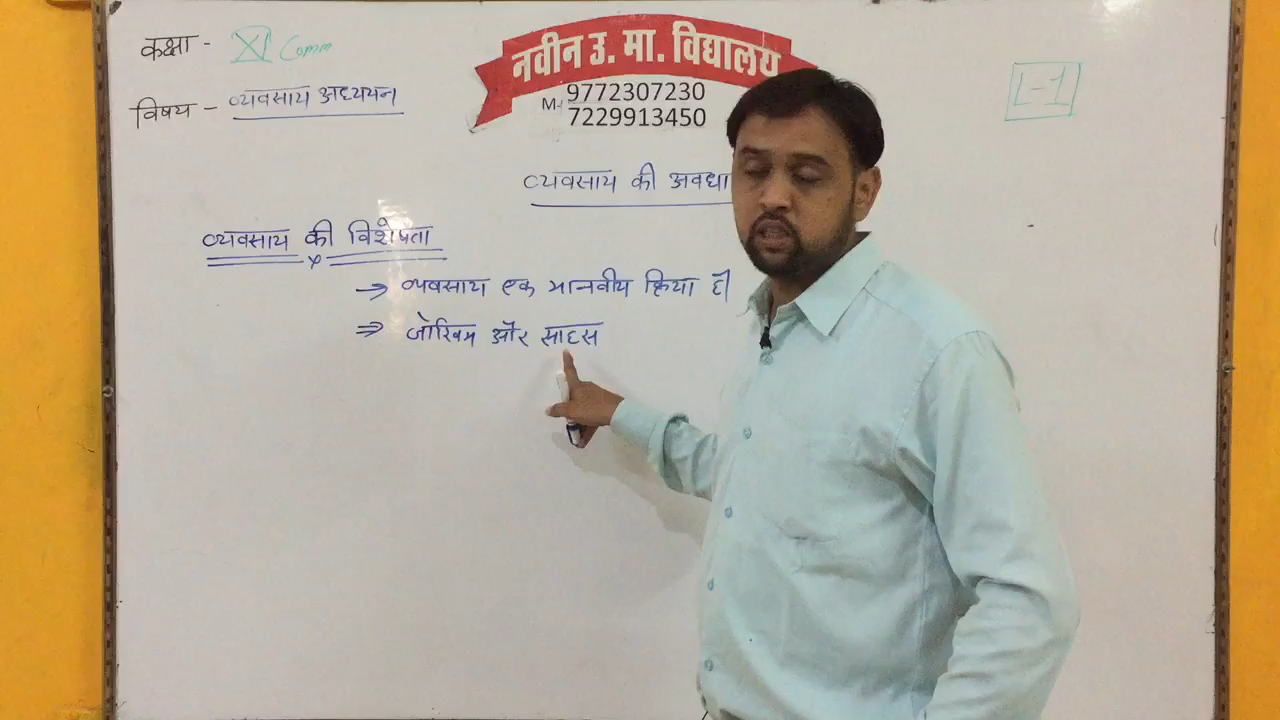 कक्षा - XI Comm
नवीन उ. मा. विद्यालय
विषय - व्यवसाय अध्ययन
M-
9772307230
7229913450
L-1
व्यवसाय की अवधा
व्यवसाय की विशेषता
→ व्यवसाय एक मानवीय क्रिया है
⇒ जोखिम और साहस